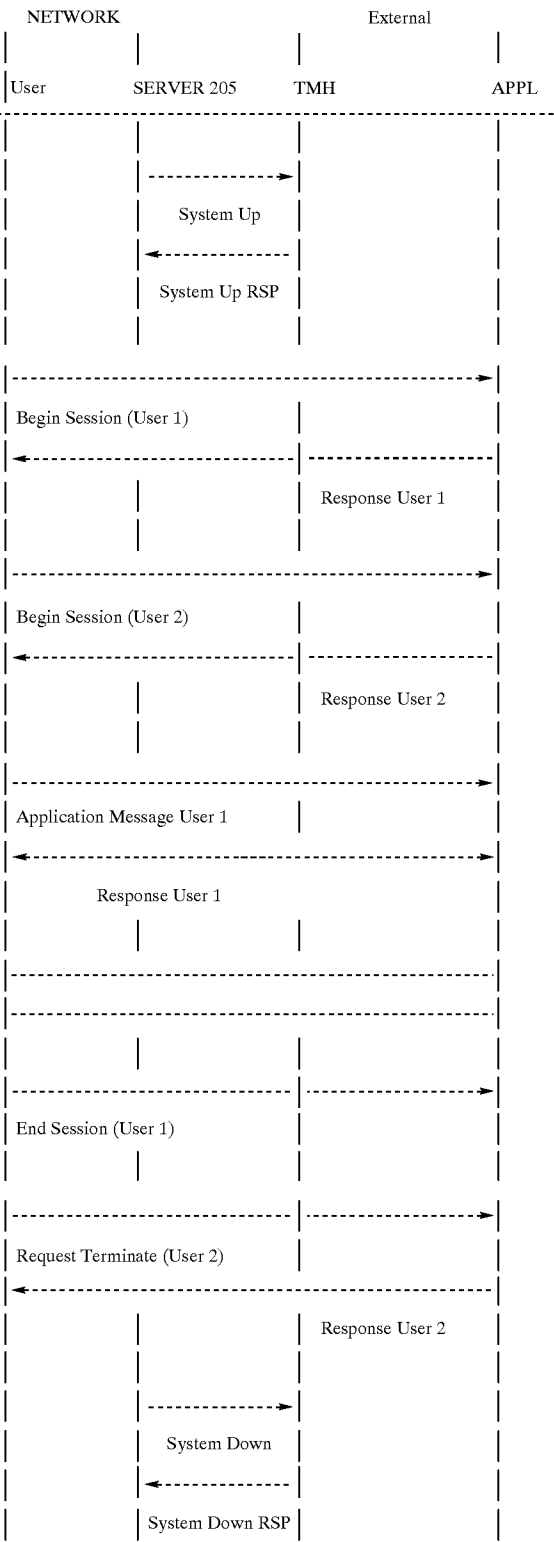 NETWORK External
User SERVER 205 TMH APPL
System Up
System Up RSP
Begin Session (User 1)
Response User 1
Begin Session (User 2)
Response User 2
Application Message User 1
Response User 1
End Session (User 1)
Request Terminate (User 2)
Response User 2
System Down
System Down RSP